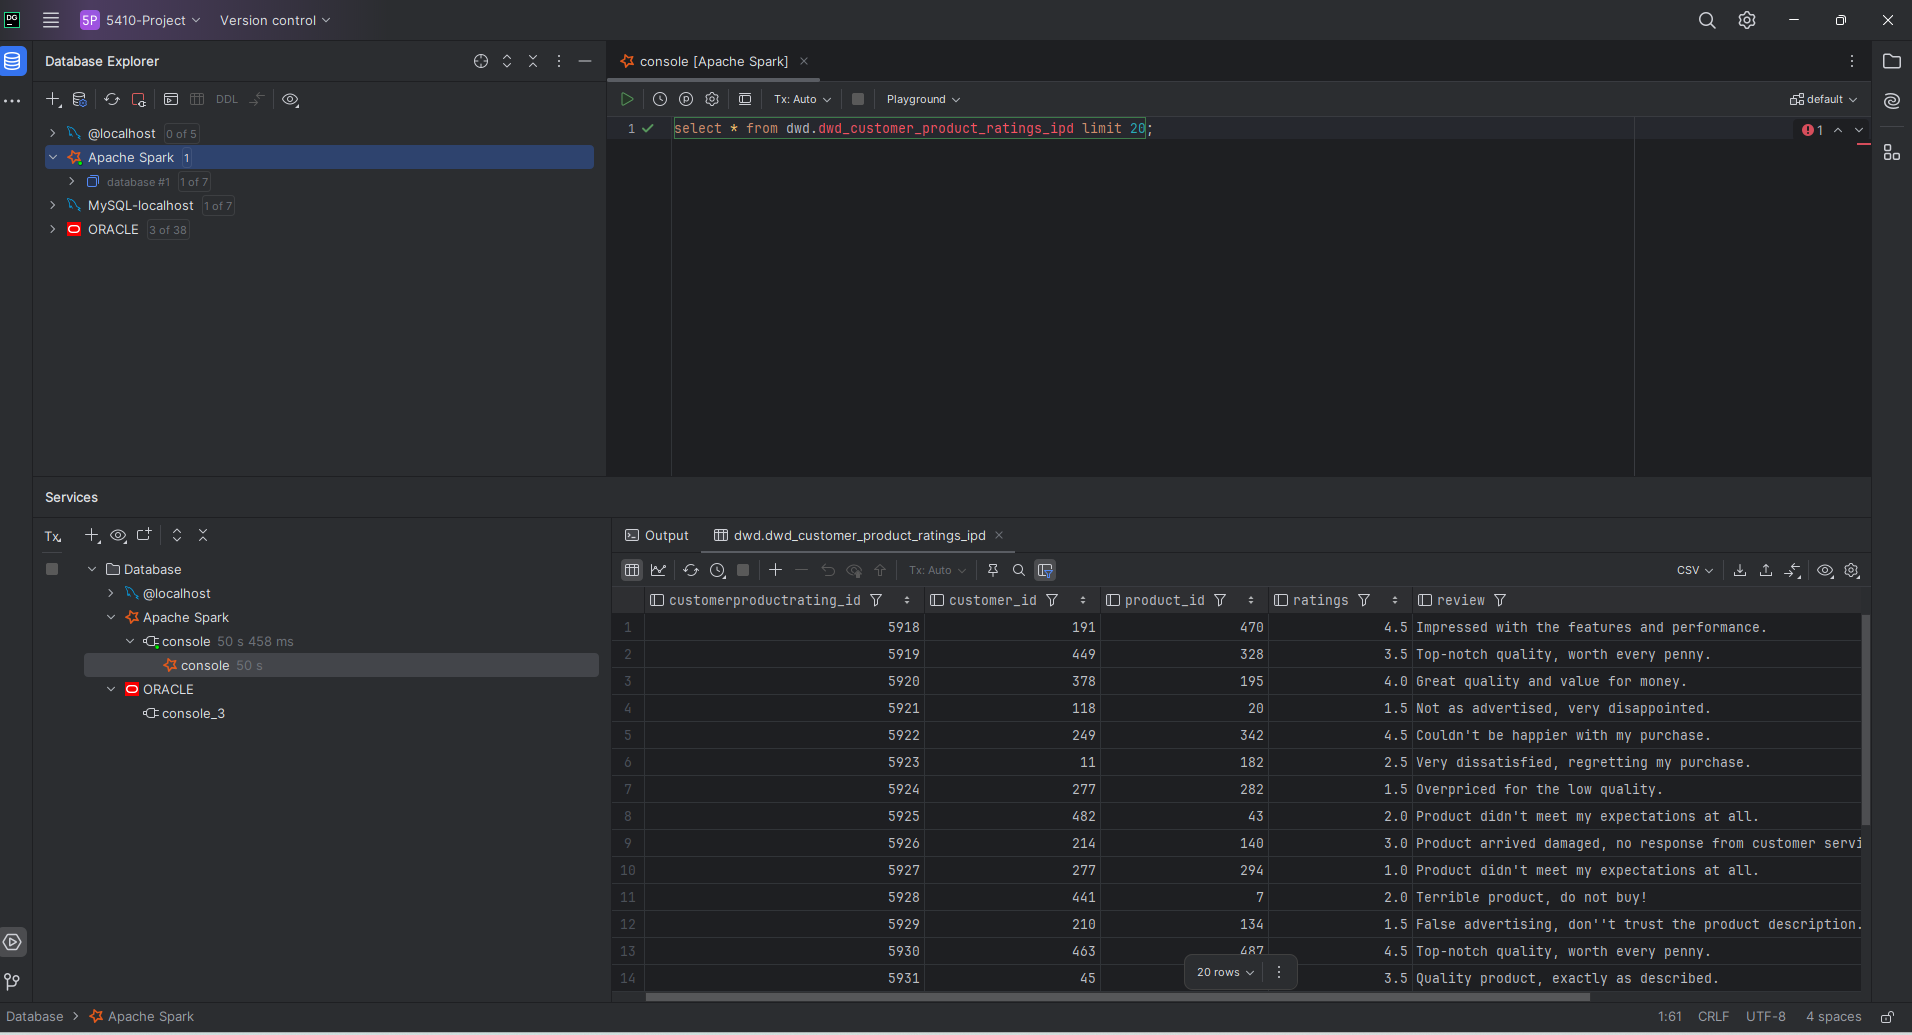 DG
5P 5410-Project Version control
Database Explorer
DDL
@localhost 0 of 5
Apache Spark 1
database #1 1 of 7
MySQL-localhost 1 of 7
ORACLE 3 of 38
console [Apache Spark]
Tx: Auto Playground default
1 select * from dwd.dwd_customer_product_ratings_ipd limit 20; 1
Services
Tx
Database
@localhost
Apache Spark
console 50 s 458 ms
console 50 s
ORACLE
console_3
Output dwd.dwd_customer_product_ratings_ipd
Tx: Auto CSV
customerproductrating_id customer_id product_id ratings review
1 5918 191 470 4.5 Impressed with the features and performance.
2 5919 449 328 3.5 Top-notch quality, worth every penny.
3 5920 378 195 4.0 Great quality and value for money.
4 5921 118 20 1.5 Not as advertised, very disappointed.
5 5922 249 342 4.5 Couldn't be happier with my purchase.
6 5923 11 182 2.5 Very dissatisfied, regretting my purchase.
7 5924 277 282 1.5 Overpriced for the low quality.
8 5925 482 43 2.0 Product didn't meet my expectations at all.
9 5926 214 140 3.0 Product arrived damaged, no response from customer servi
10 5927 277 294 1.0 Product didn't meet my expectations at all.
11 5928 441 7 2.0 Terrible product, do not buy!
12 5929 210 134 1.5 False advertising, don''t trust the product description.
13 5930 463 487 4.5 Top-notch quality, worth every penny.
14 5931 45 3.5 Quality product, exactly as described.
20 rows
Database Apache Spark 1:61 CRLF UTF-8 4 spaces